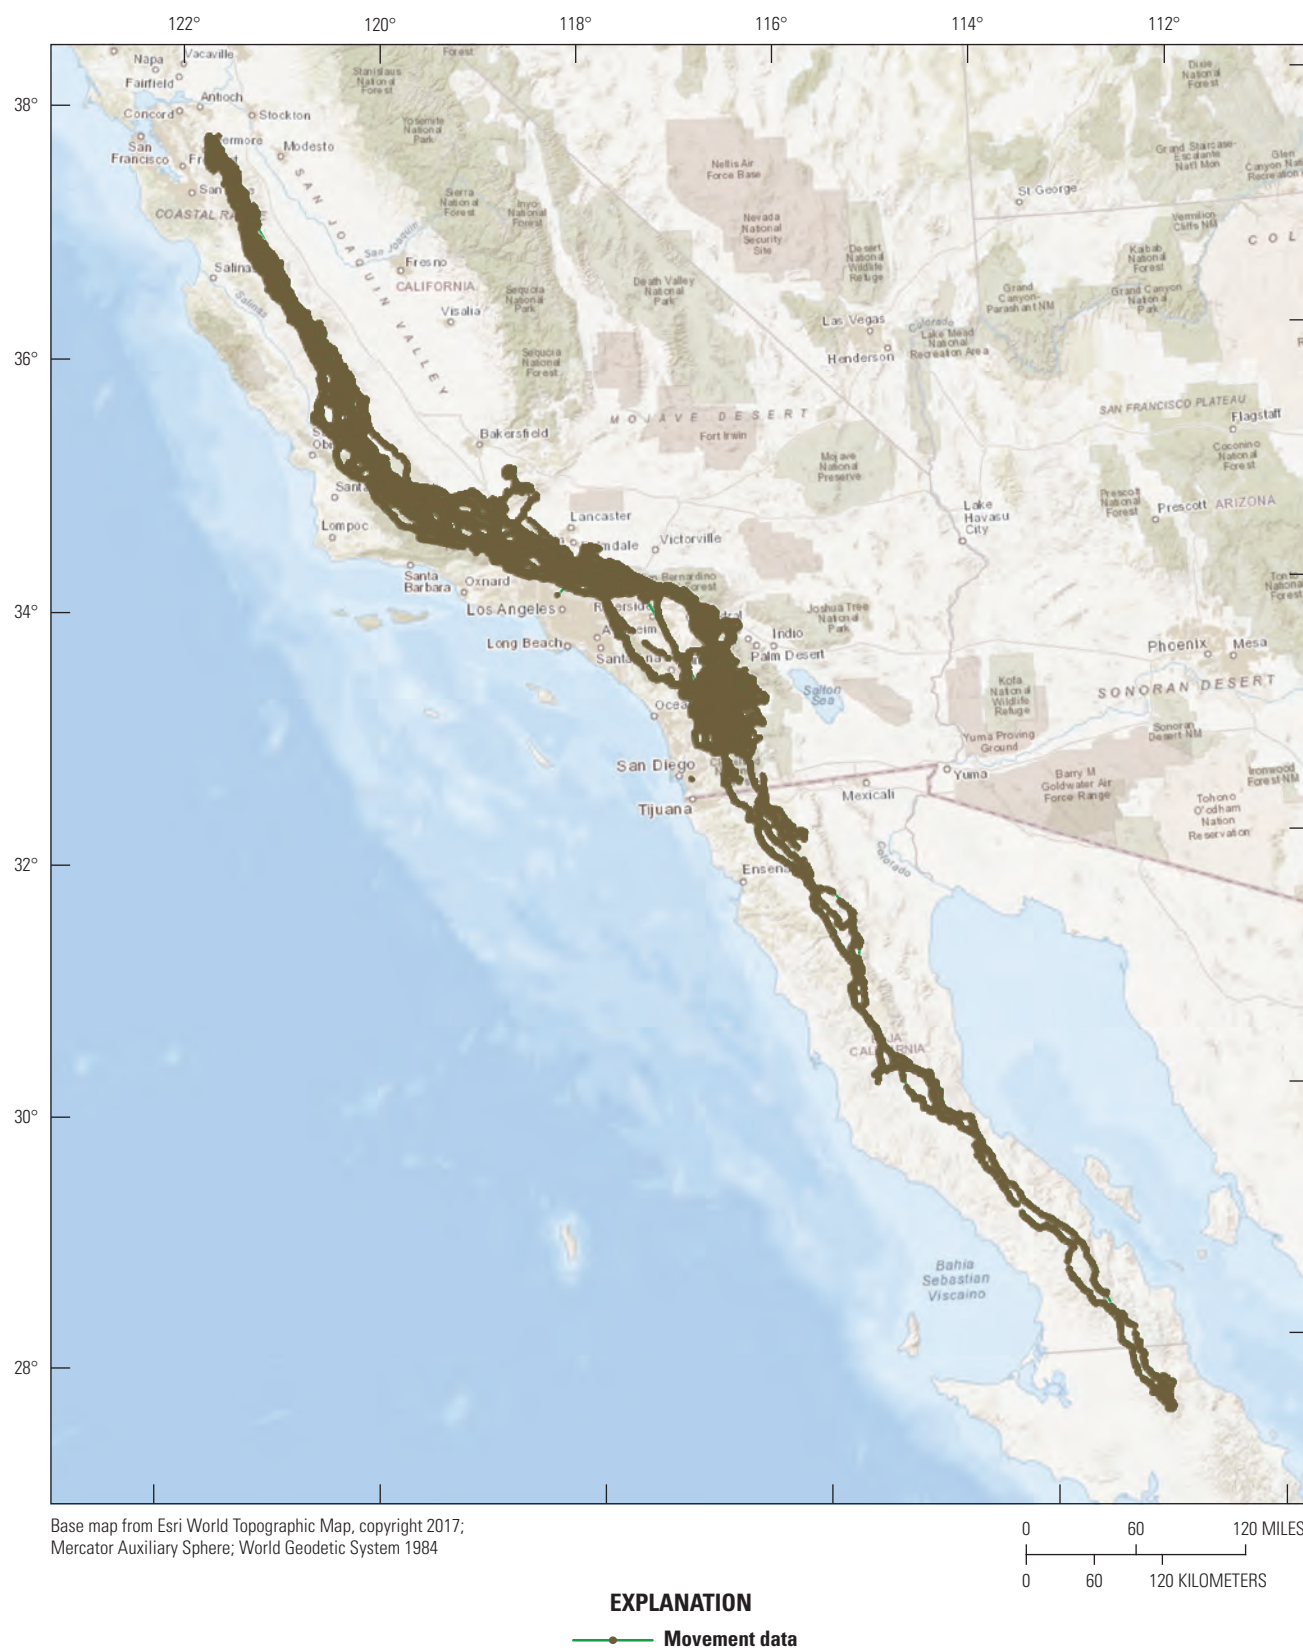 122°
120°
118°
116°
114°
112°
38°
36°
34°
32°
30°
28°
Napa
Vacaville
Fairfield
Antioch
Concord
Stockton
San
Francisco
Modesto
COASTAL
Salinas
Fresno
CALIFORNIA
Visalia
SAN JOAQUIN VALLEY
San Joaquin
Forest
Stanislaus
National
Forest
Yosemite
National
Park
Sierra
National
Forest
Inyo
National
Forest
Sequoia
National
Park
Sequoia
National
Forest
Death Valley
National
Park
Nellis Air
Force Base
Nevada
National
Security
Site
Desert
National
Wildlife
Refuge
Las Vegas
Henderson
Colorado
Lake Mead
National
Recreation Area
St George
Dixie
National
Forest
Grand Staircase-
Escalante
Nat'l Mon
Glen
Canyon Nat
Recreation
Vermilion
Cliffs NM
COL
Kaibab
National
Forest
Grand
Canyon-
Parashant NM
Grand Canyon
National
Park
SAN FRANCISCO PLATEAU
Flagstaff
Coconino
National
Forest
Prescott
National
Forest
Prescott
ARIZONA
Lake
Havasu
City
MOJAVE DESERT
Fort Irwin
Mojave
National
Preserve
Bakersfield
Lompoc
Santa
Barbara
Oxnard
Los Angeles
Long Beach
Lancaster
Victorville
Joshua Tree
National
Park
Indio
Palm Desert
Salton
Sea
San Diego
Tijuana
Mexicali
Yuma
Kofa
National
Wildlife
Refuge
Yuma Proving
Ground
Phoenix
Mesa
SONORAN DESERT
Sonoran
Desert NM
Barry M
Goldwater Air
Force Range
Tohono
O'odham
Nation
Reservation
Ironwood
Forest NM
Colorado
Bahia
Sebastian
Viscaino
Base map from Esri World Topographic Map, copyright 2017;
Mercator Auxiliary Sphere; World Geodetic System 1984
0 60 120 MILES
0 60 120 KILOMETERS
EXPLANATION
Movement data